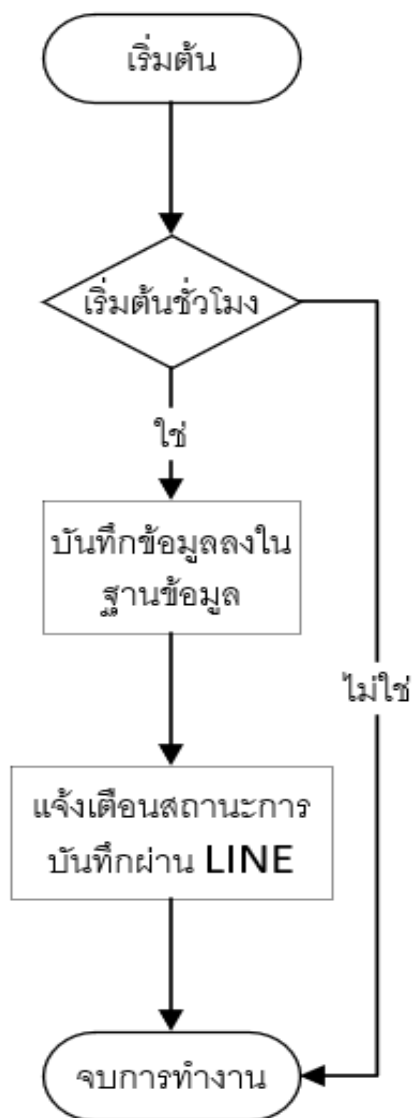 เริ่มต้น
เริ่มต้นชั่วโมง
ใช่
บันทึกข้อมูลลงใน
ฐานข้อมูล
ไม่ใช่
แจ้งเตือนสถานะการ
บันทึกผ่าน LINE
จบการทำงาน